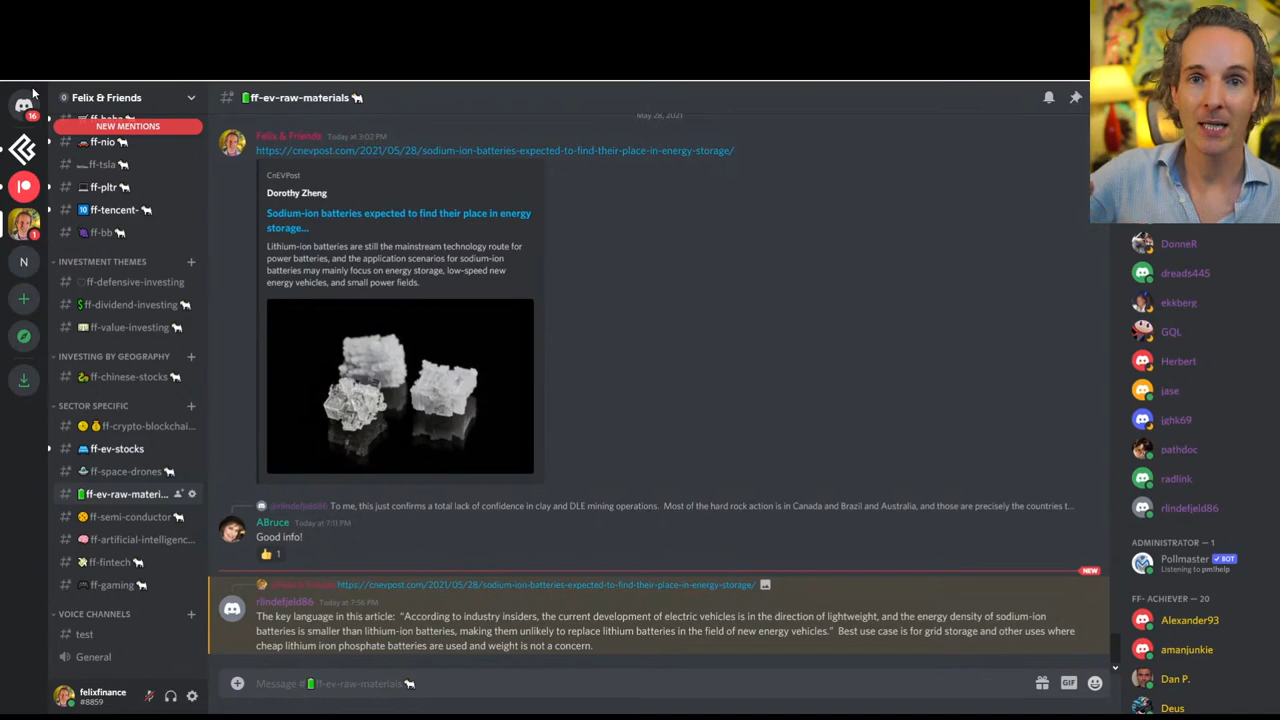 16
1
N
Felix & Friends
NEW MENTIONS
ff-nio
ff-tsla
ff-pltr
ff-tencent-
ff-bb
INVESTMENT THEMES
ff-defensive-investing
ff-dividend-investing
ff-value-investing
INVESTING BY GEOGRAPHY
ff-chinese-stocks
SECTOR SPECIFIC
ff-crypto-blockchai...
ff-ev-stocks
ff-space-drones
ff-ev-raw-materi...
ff-semi-conductor
ff-artificial-intelligenc...
ff-fintech
ff-gaming
VOICE CHANNELS
test
General
felixfinance
#8859
ff-ev-raw-materials
May 28, 2021
Felix & Friends Today at 3:02 PM
https://cnevpost.com/2021/05/28/sodium-ion-batteries-expected-to-find-their-place-in-energy-storage/
CnEVPost
Dorothy Zheng
Sodium-ion batteries expected to find their place in energy
storage...
Lithium-ion batteries are still the mainstream technology route for
power batteries, and the application scenarios for sodium-ion
batteries may mainly focus on energy storage, low-speed new
energy vehicles, and small power fields.
@rlindefjeld86 To me, this just confirms a total lack of confidence in clay and DLE mining operations. Most of the hard rock action is in Canada and Brazil and Australia, and those are precisely the countries t...
ABruce Today at 7:11 PM
Good info!
1
NEW
https://cnevpost.com/2021/05/28/sodium-ion-batteries-expected-to-find-their-place-in-energy-storage/
rlindefjeld86 Today at 7:56 PM
The key language in this article: "According to industry insiders, the current development of electric vehicles is in the direction of lightweight, and the energy density of sodium-ion
batteries is smaller than lithium-ion batteries, making them unlikely to replace lithium batteries in the field of new energy vehicles." Best use case is for grid storage and other uses where
cheap lithium iron phosphate batteries are used and weight is not a concern.
Message #ff-ev-raw-materials
GIF
DonneR
dreads445
ekkberg
GQL
Herbert
jase
jghk69
pathdoc
radlink
rlindefjeld86
ADMINISTRATOR — 1
Pollmaster BOT
Listening to pm!help
FF- ACHIEVER — 20
Alexander93
amanjunkie
Dan P.
Deus